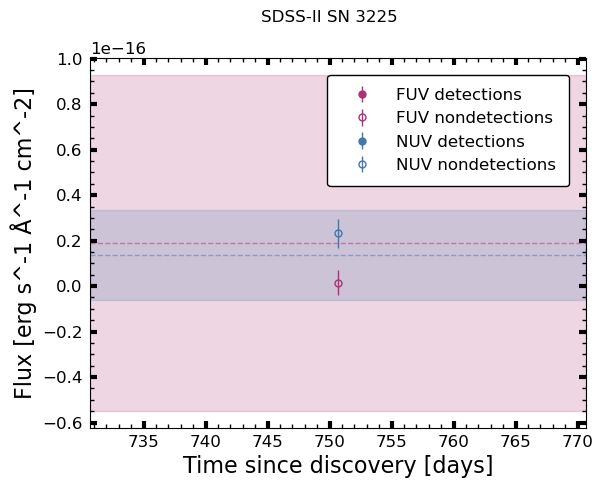 SDSS-II SN 3225
1e−16
1.0
0.8
0.6
0.4
0.2
0.0
−0.2
−0.4
−0.6
Flux [erg s^-1 Å^-1 cm^-2]
FUV detections
FUV nondetections
NUV detections
NUV nondetections
735 740 745 750 755 760 765 770
Time since discovery [days]